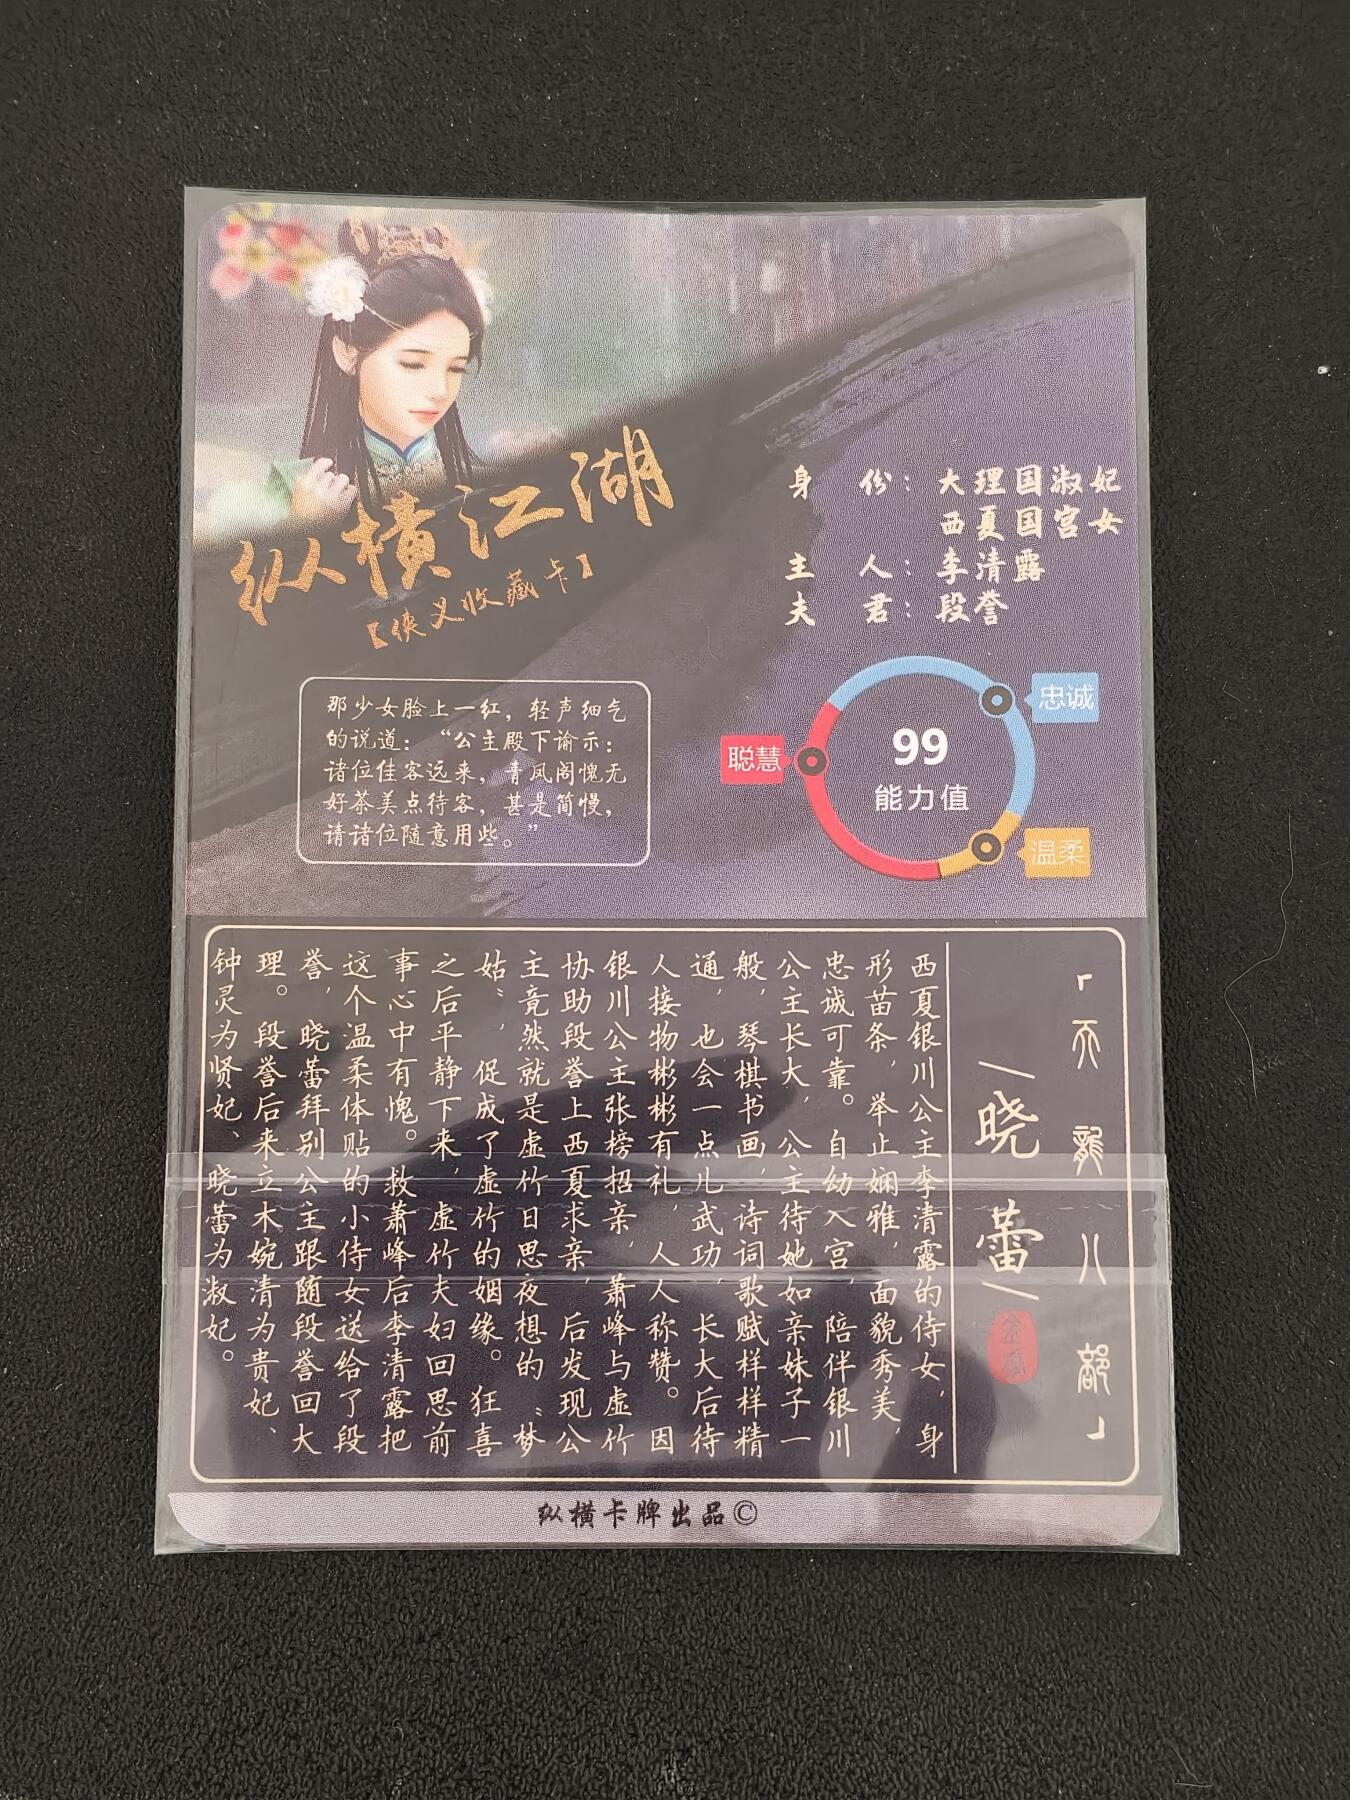 纵横江湖
【侠义收藏卡】
身份：大理国淑妃
西夏国宫女
主人：李清露
夫君：段誉
那少女脸上一红，轻声细气
的说道：“公主殿下谕示：
诸位佳客远来，青凤阁愧无
好茶美点待客，甚是简慢，
请诸位随意用些。”
聪慧
忠诚
温柔
99
能力值
「天龍八部」
晓蕾
西夏银川公主李清露的侍女，身
形苗条，举止娴雅，面貌秀美，
忠诚可靠。自幼入宫，陪伴银川
公主长大，公主待她如亲妹子一
般，琴棋书画，诗词歌赋样样精
通，也会一点儿武功，长大后待
人接物彬彬有礼，人人称赞。因
银川公主张榜招亲，萧峰与虚竹
协助段誉上西夏求亲，后发现公
主竟然就是虚竹日思夜想的“梦
姑”，促成了虚竹的姻缘。狂喜
之后平静下来，虚竹夫妇回思前
事心中有愧。救萧峰后李清露把
这个温柔体贴的小侍女送给了段
誉，晓蕾拜别公主跟随段誉回大
理。段誉后来立木婉清为贵妃、
钟灵为贤妃、晓蕾为淑妃。
纵横卡牌出品©